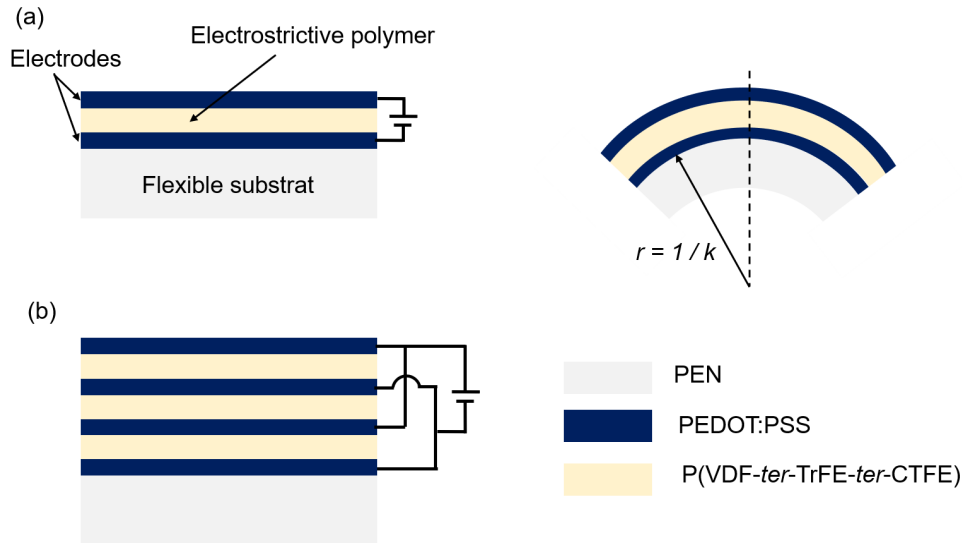 (a)
Electrostrictive polymer
Electrodes
Flexible substrat
r = 1 / k
(b)
PEN
PEDOT:PSS
P(VDF-ter-TrFE-ter-CTFE)